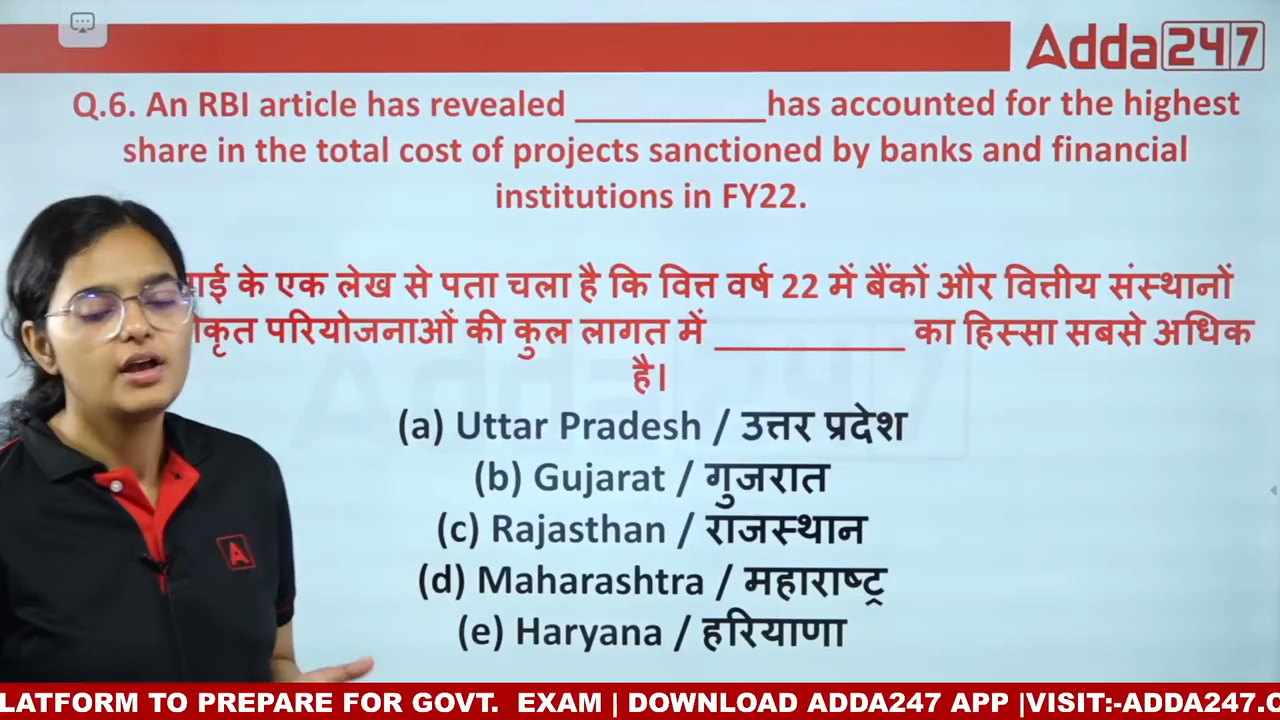 Adda247
Q.6. An RBI article has revealed ___________has accounted for the highest
share in the total cost of projects sanctioned by banks and financial
institutions in FY22.
के एक लेख से पता चला है कि वित्त वर्ष 22 में बैंकों और वित्तीय संस्थानों
परियोजनाओं की कुल लागत में ___________ का हिस्सा सबसे अधिक
है।
(a) Uttar Pradesh / उत्तर प्रदेश
(b) Gujarat / गुजरात
(c) Rajasthan / राजस्थान
(d) Maharashtra / महाराष्ट्र
(e) Haryana / हरियाणा
A
LATFORM TO PREPARE FOR GOVT. EXAM | DOWNLOAD ADDA247 APP |VISIT:-ADDA247.C